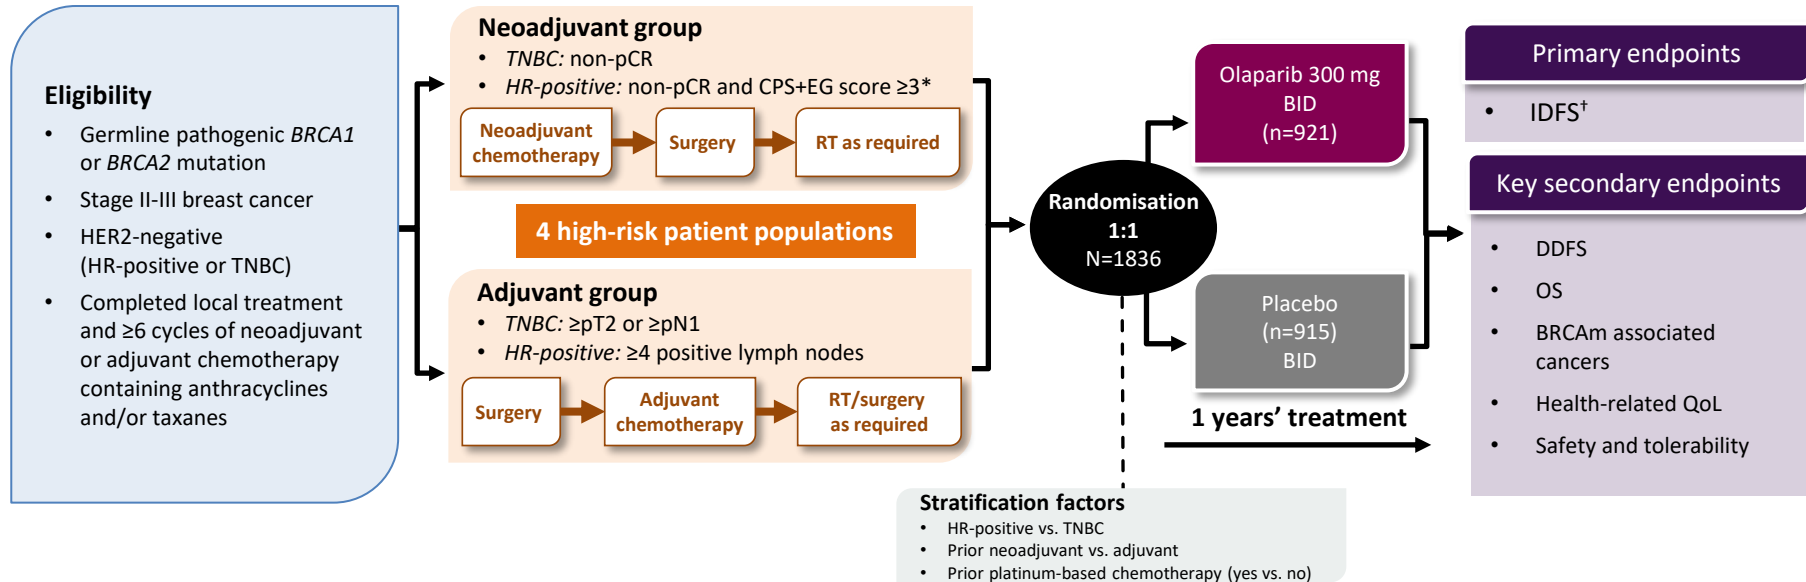 Eligibility
• Germline pathogenic BRCA1
or BRCA2 mutation
• Stage II-III breast cancer
• HER2-negative
(HR-positive or TNBC)
• Completed local treatment
and ≥6 cycles of neoadjuvant
or adjuvant chemotherapy
containing anthracyclines
and/or taxanes
Neoadjuvant group
• TNBC: non-pCR
• HR-positive: non-pCR and CPS+EG score ≥3*
Neoadjuvant
chemotherapy
Surgery
RT as required
4 high-risk patient populations
Adjuvant group
• TNBC: ≥pT2 or ≥pN1
• HR-positive: ≥4 positive lymph nodes
Surgery
Adjuvant
chemotherapy
RT/surgery
as required
Randomisation
1:1
N=1836
Stratification factors
• HR-positive vs. TNBC
• Prior neoadjuvant vs. adjuvant
• Prior platinum-based chemotherapy (yes vs. no)
Olaparib 300 mg
BID
(n=921)
Placebo
(n=915)
BID
1 years’ treatment
Primary endpoints
• IDFS†
Key secondary endpoints
• DDFS
• OS
• BRCAm associated
cancers
• Health-related QoL
• Safety and tolerability